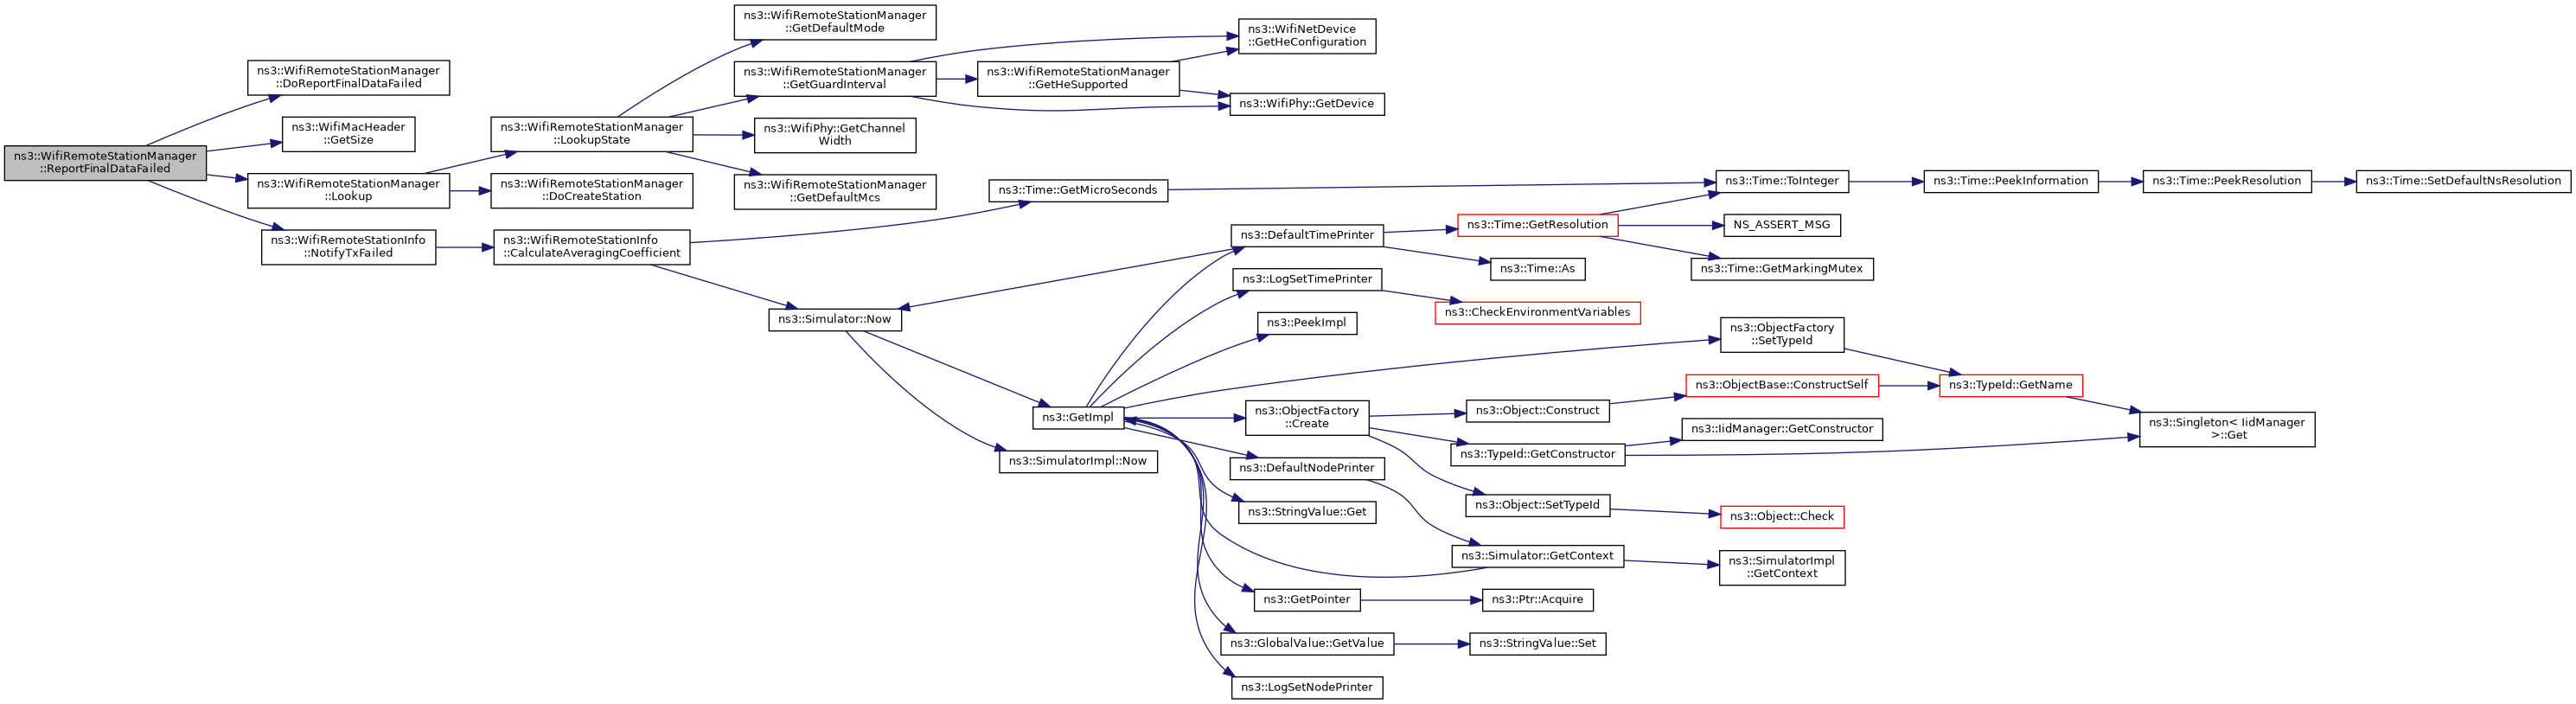 ns3::WifiRemoteStationManager
::ReportFinalDataFailed
ns3::WifiRemoteStationManager
::DoReportFinalDataFailed
ns3::WifiMacHeader
::GetSize
ns3::WifiRemoteStationManager
::Lookup
ns3::WifiRemoteStationInfo
::NotifyTxFailed
ns3::WifiRemoteStationManager
::LookupState
ns3::WifiRemoteStationManager
::DoCreateStation
ns3::WifiRemoteStationInfo
::CalculateAveragingCoefficient
ns3::WifiRemoteStationManager
::GetDefaultMode
ns3::WifiRemoteStationManager
::GetGuardInterval
ns3::WifiPhy::GetChannel
Width
ns3::WifiRemoteStationManager
::GetDefaultMcs
ns3::Simulator::Now
ns3::WifiRemoteStationManager
::GetHeSupported
ns3::Time::GetMicroSeconds
ns3::GetImpl
ns3::SimulatorImpl::Now
ns3::WifiNetDevice
::GetHeConfiguration
ns3::WifiPhy::GetDevice
ns3::DefaultTimePrinter
ns3::LogSetTimePrinter
ns3::PeekImpl
ns3::ObjectFactory
::Create
ns3::DefaultNodePrinter
ns3::StringValue::Get
ns3::GetPointer
ns3::GlobalValue::GetValue
ns3::LogSetNodePrinter
ns3::Time::GetResolution
ns3::Time::As
ns3::CheckEnvironmentVariables
ns3::Object::Construct
ns3::TypeId::GetConstructor
ns3::Object::SetTypeId
ns3::Simulator::GetContext
ns3::Ptr::Acquire
ns3::StringValue::Set
ns3::Time::ToInteger
NS_ASSERT_MSG
ns3::Time::GetMarkingMutex
ns3::ObjectFactory
::SetTypeId
ns3::ObjectBase::ConstructSelf
ns3::IidManager::GetConstructor
ns3::Object::Check
ns3::SimulatorImpl
::GetContext
ns3::Time::PeekInformation
ns3::TypeId::GetName
ns3::Time::PeekResolution
ns3::Singleton< IidManager
>::Get
ns3::Time::SetDefaultNsResolution